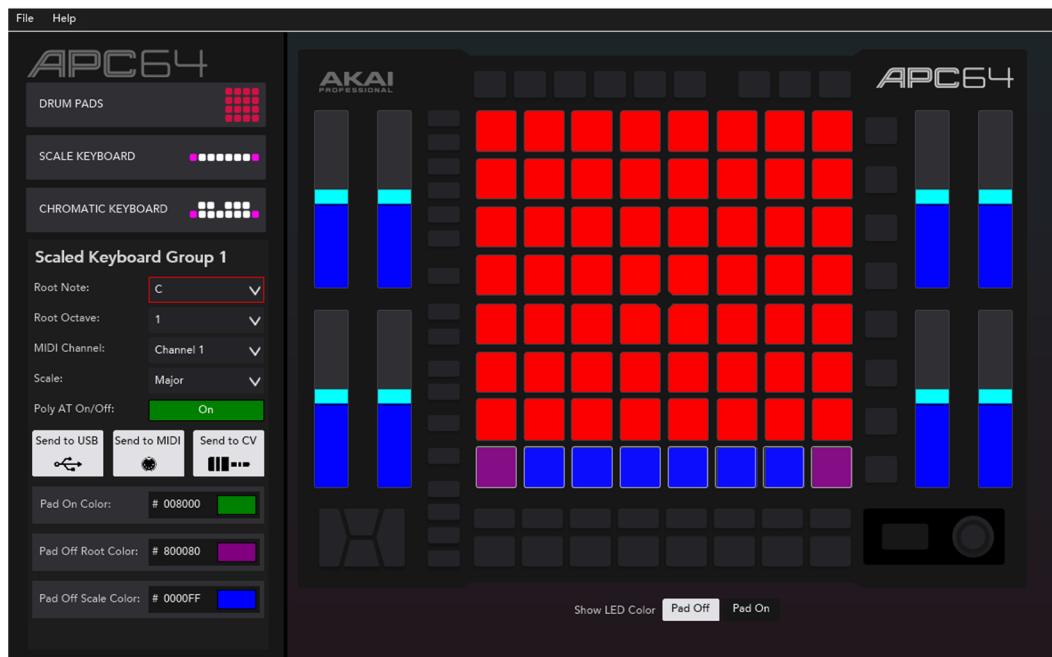 File Help
APC64
DRUM PADS
SCALE KEYBOARD
CHROMATIC KEYBOARD
Scaled Keyboard Group 1
Root Note: C
Root Octave: 1
MIDI Channel: Channel 1
Scale: Major
Poly AT On/Off: On
Send to USB Send to MIDI Send to CV
Pad On Color: # 008000
Pad Off Root Color: # 800080
Pad Off Scale Color: # 0000FF
AKAI
PROFESSIONAL
APC64
Show LED Color Pad Off Pad On